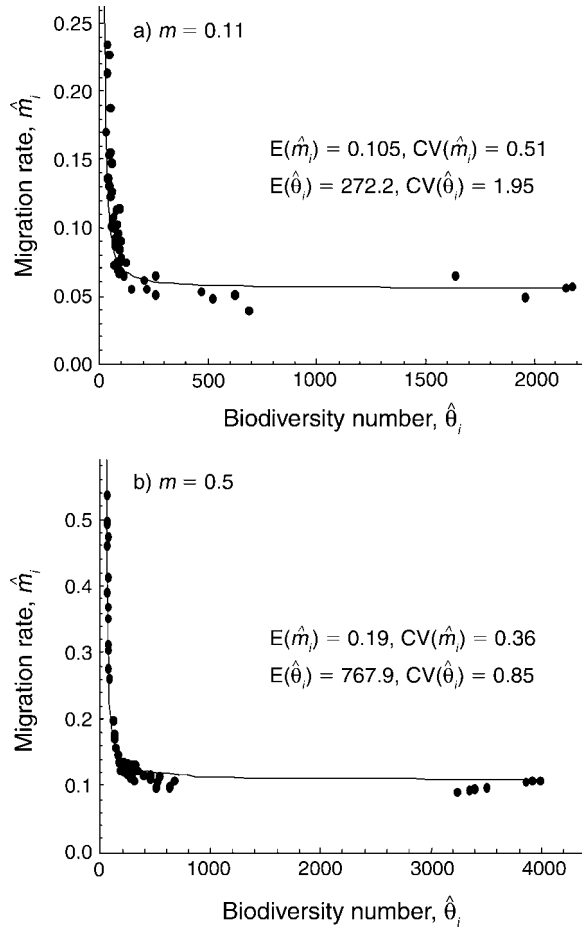 a) m = 0.11
0.25
0.20
0.15
0.10
0.05
0.00
Migration rate, m̂ᵢ
E(m̂ᵢ) = 0.105, CV(m̂ᵢ) = 0.51
E(θ̂ᵢ) = 272.2, CV(θ̂ᵢ) = 1.95
0 500 1000 1500 2000
Biodiversity number, θ̂ᵢ
b) m = 0.5
0.5
0.4
0.3
0.2
0.1
0.0
Migration rate, m̂ᵢ
E(m̂ᵢ) = 0.19, CV(m̂ᵢ) = 0.36
E(θ̂ᵢ) = 767.9, CV(θ̂ᵢ) = 0.85
0 1000 2000 3000 4000
Biodiversity number, θ̂ᵢ